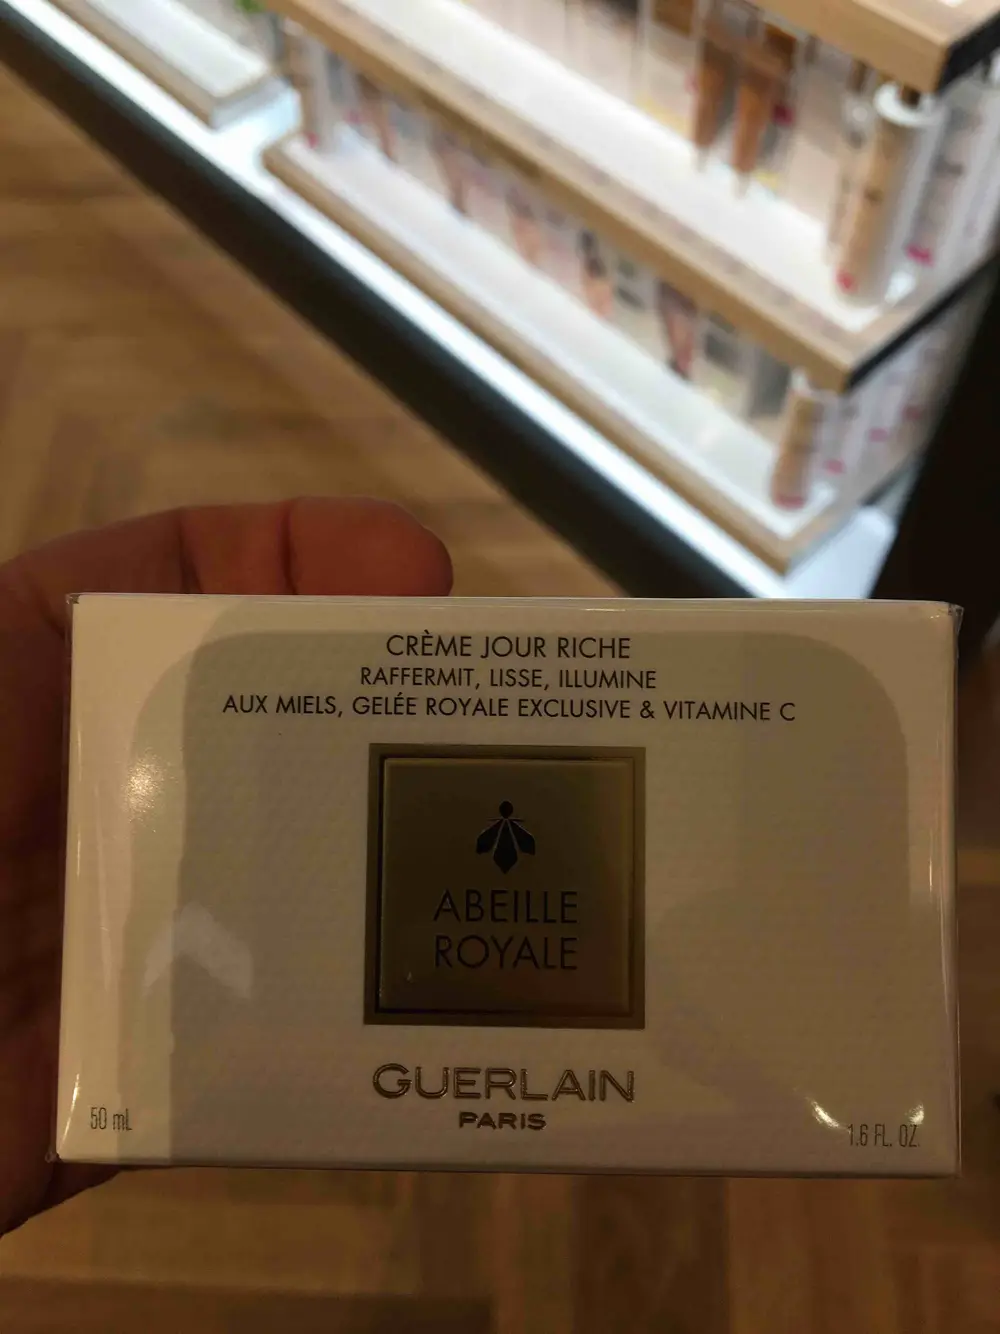 CRÈME JOUR RICHE
RAFFERMIT, LISSE, ILLUMINE
AUX MIELS, GELÉE ROYALE EXCLUSIVE & VITAMINE C
ABEILLE
ROYALE
GUERLAIN
PARIS
50 mL
1.6 FL. OZ